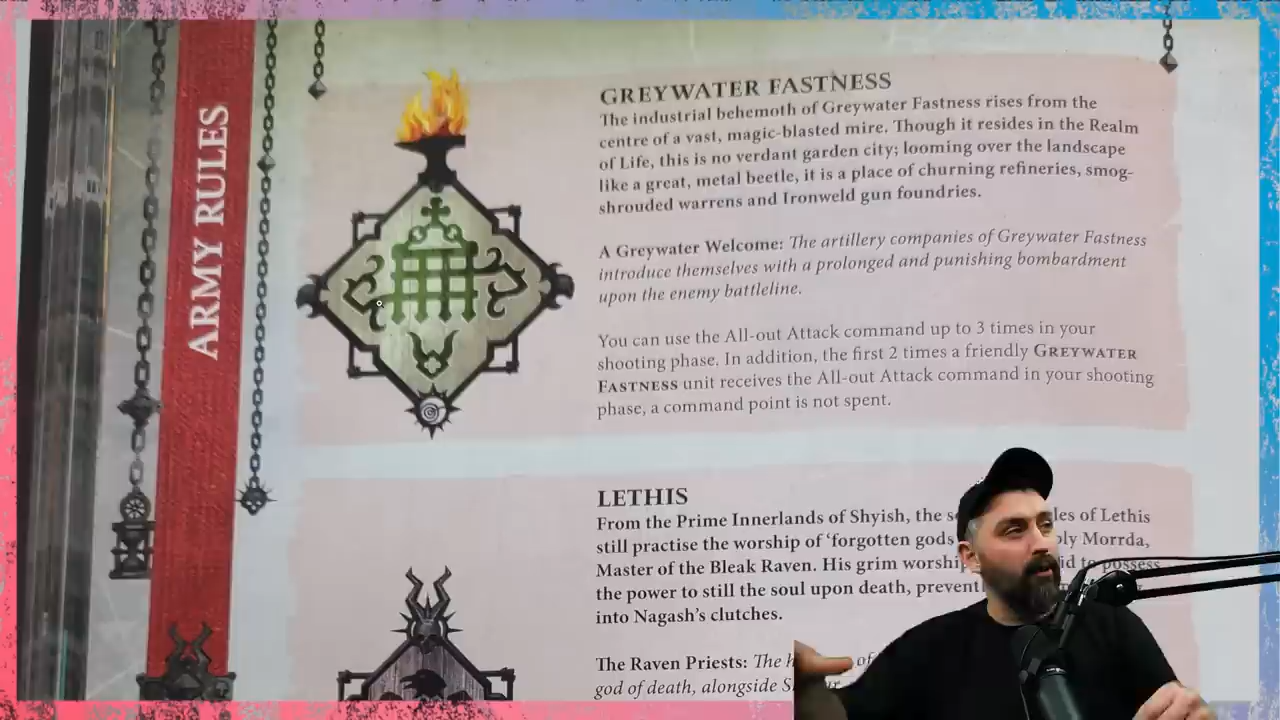 ARMY RULES
GREYWATER FASTNESS
The industrial behemoth of Greywater Fastness rises from the
centre of a vast, magic-blasted mire. Though it resides in the Realm
of Life, this is no verdant garden city; looming over the landscape
like a great, metal beetle, it is a place of churning refineries, smog-
shrouded warrens and Ironweld gun foundries.
A Greywater Welcome: The artillery companies of Greywater Fastness
introduce themselves with a prolonged and punishing bombardment
upon the enemy battleline.
You can use the All-out Attack command up to 3 times in your
shooting phase. In addition, the first 2 times a friendly GREYWATER
FASTNESS unit receives the All-out Attack command in your shooting
phase, a command point is not spent.
LETHIS
From the Prime Innerlands of Shyish, the les of Lethis
still practise the worship of ‘forgotten gods Morrda,
Master of the Bleak Raven. His grim possess
the power to still the soul upon death,
into Nagash’s clutches.
The Raven Priests: The of
god of death, alongside